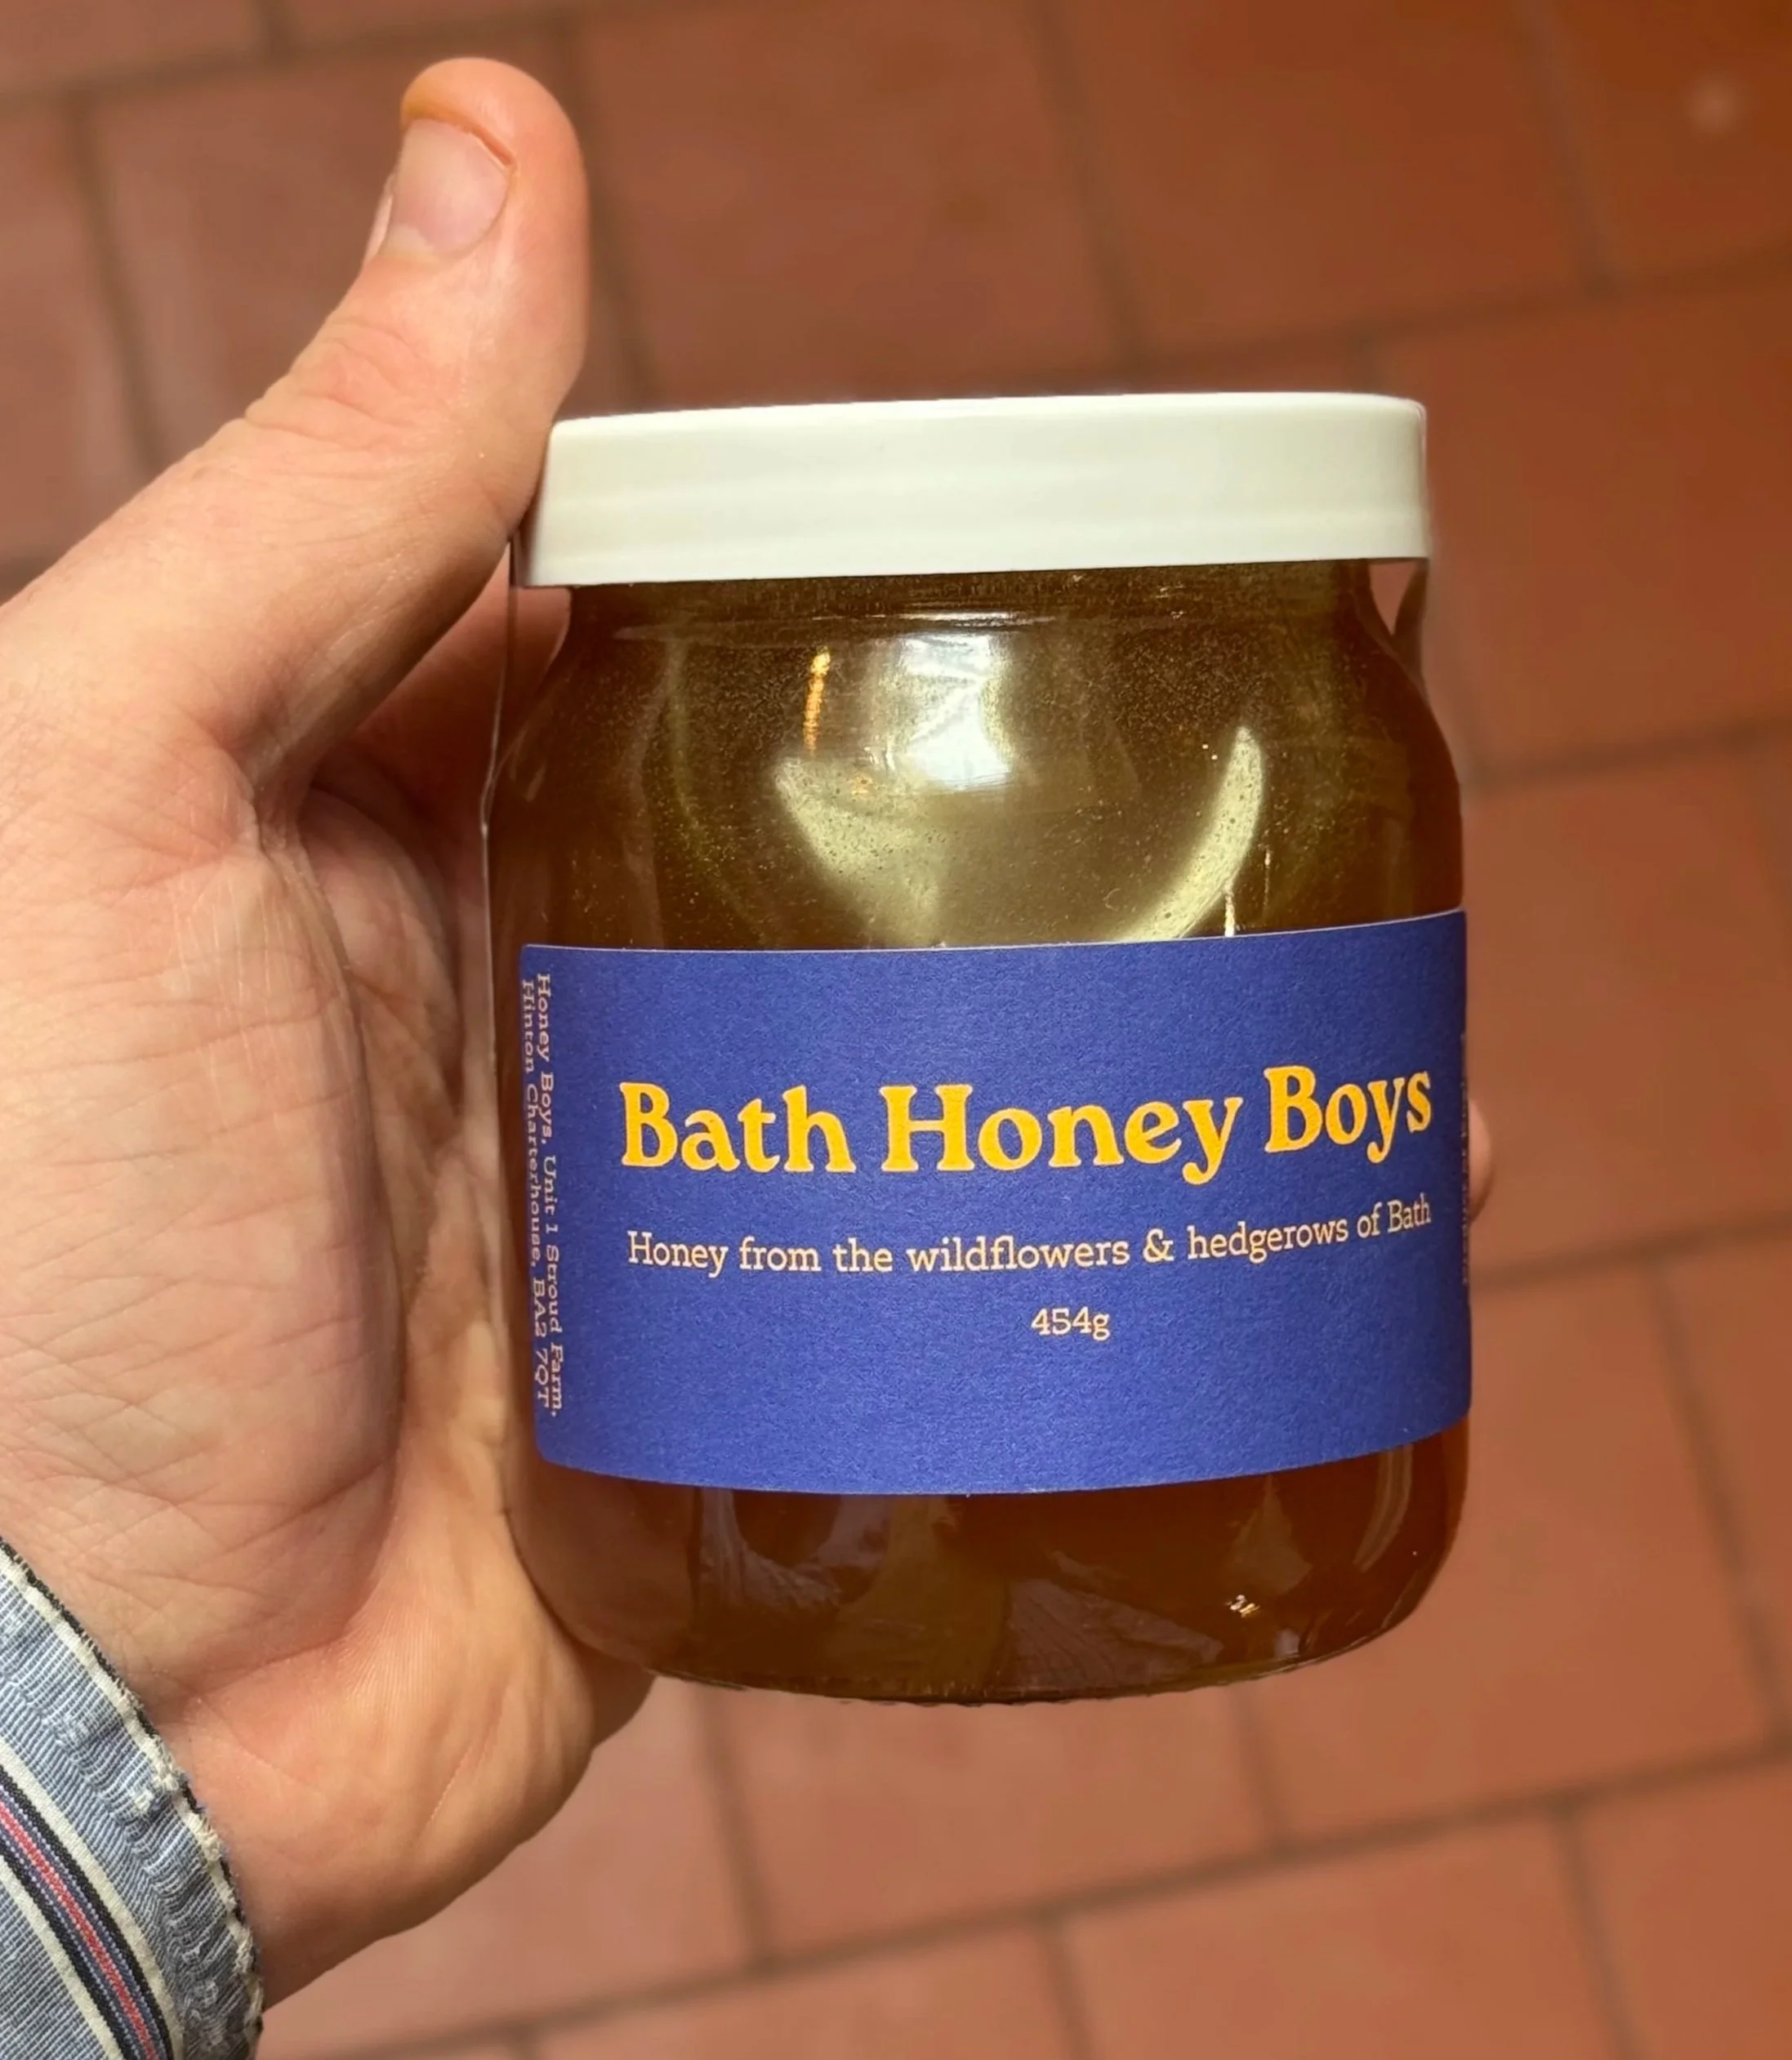 Bath Honey Boys
Honey from the wildflowers & hedgerows of Bath
454g
Honey Boys, Unit 1 Stroud Farm,
Hinton Charterhouse, BA2 7QT